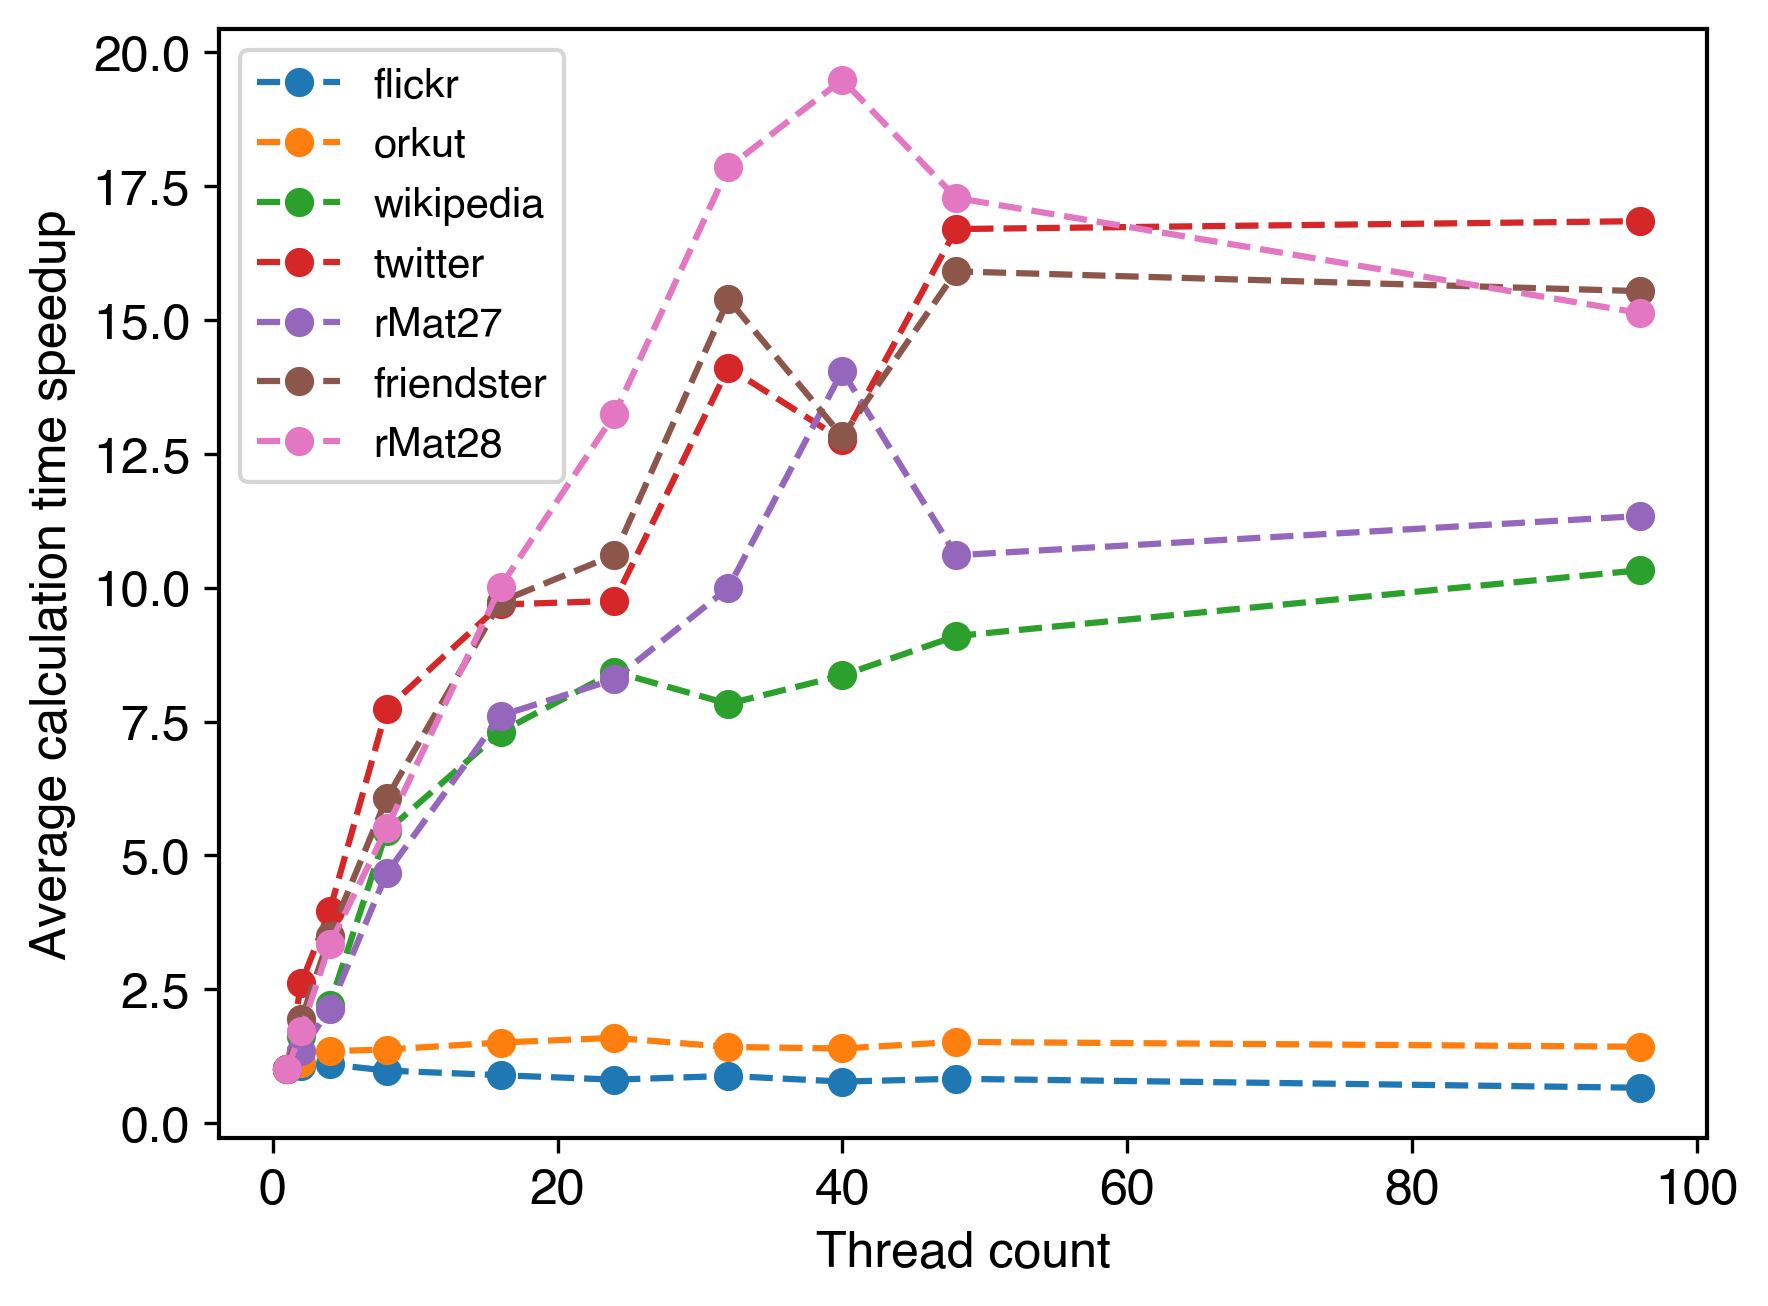 Average calculation time speedup
20.0
17.5
15.0
12.5
10.0
7.5
5.0
2.5
0.0
flickr
orkut
wikipedia
twitter
rMat27
friendster
rMat28
0 20 40 60 80 100
Thread count